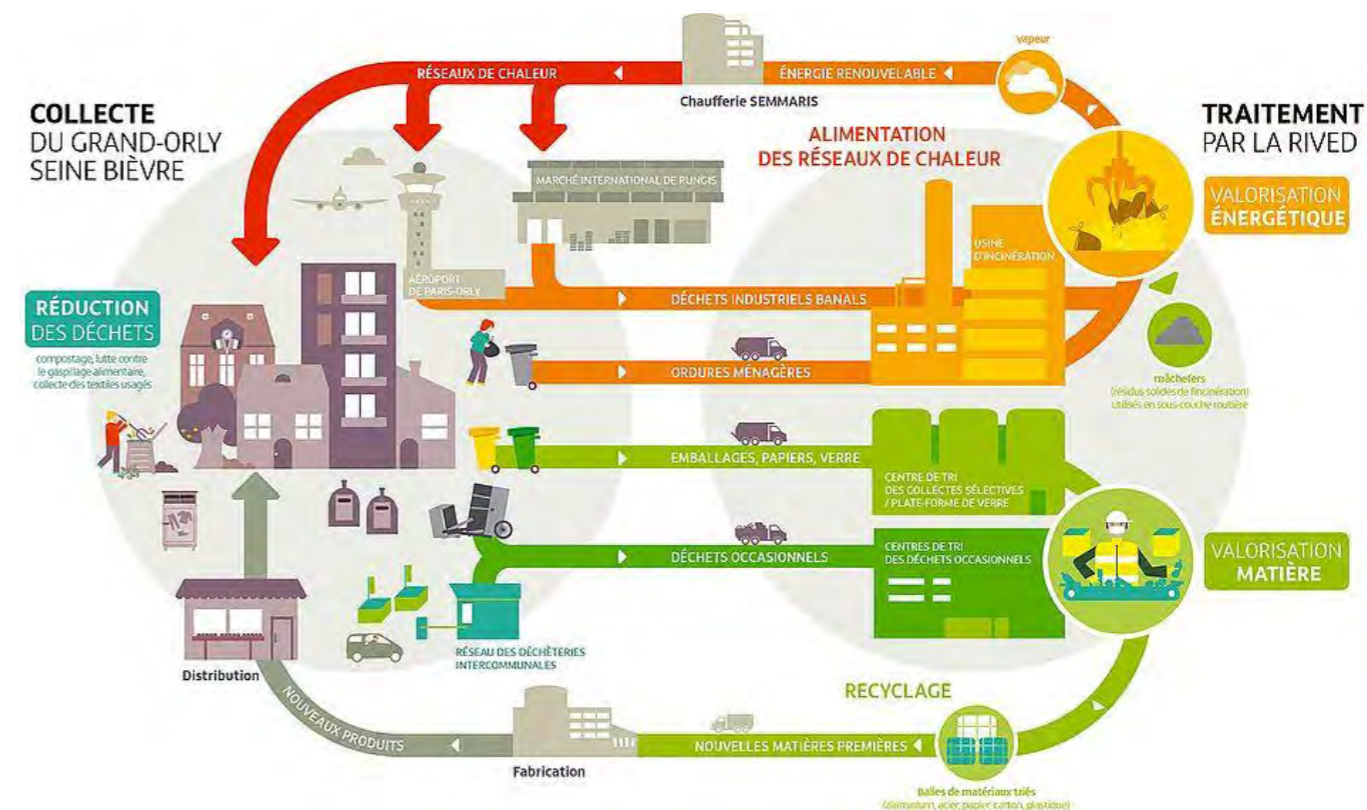 COLLECTE
DU GRAND-ORLY
SEINE BIÈVRE
RÉSEAUX DE CHALEUR
Chaufferie SEMMARIS
ÉNERGIE RENOUVELABLE
vapeur
TRAITEMENT
PAR LA RIVED
ALIMENTATION
DES RÉSEAUX DE CHALEUR
VALORISATION
ÉNERGÉTIQUE
MARCHÉ INTERNATIONAL DE RUNGIS
AÉROPORT
DE PARIS-ORLY
USINE
D'INCINÉRATION
RÉDUCTION
DES DÉCHETS
compostage, lutte contre
le gaspillage alimentaire,
collecte des textiles usagés
DÉCHETS INDUSTRIELS BANALS
ORDURES MÉNAGÈRES
mâchefers
(résidus solides de l'incinération)
utilisés en sous-couche routière
EMBALLAGES, PAPIERS, VERRE
CENTRE DE TRI
DES COLLECTES SÉLECTIVES
/ PLATE-FORME DE VERRE
DÉCHETS OCCASIONNELS
CENTRES DE TRI
DES DÉCHETS OCCASIONNELS
VALORISATION
MATIÈRE
RÉSEAU DES DÉCHÈTERIES
INTERCOMMUNALES
Distribution
RECYCLAGE
NOUVEAUX PRODUITS
Fabrication
NOUVELLES MATIÈRES PREMIÈRES
Balles de matériaux triés
(aluminium, acier, papier, carton, plastique)